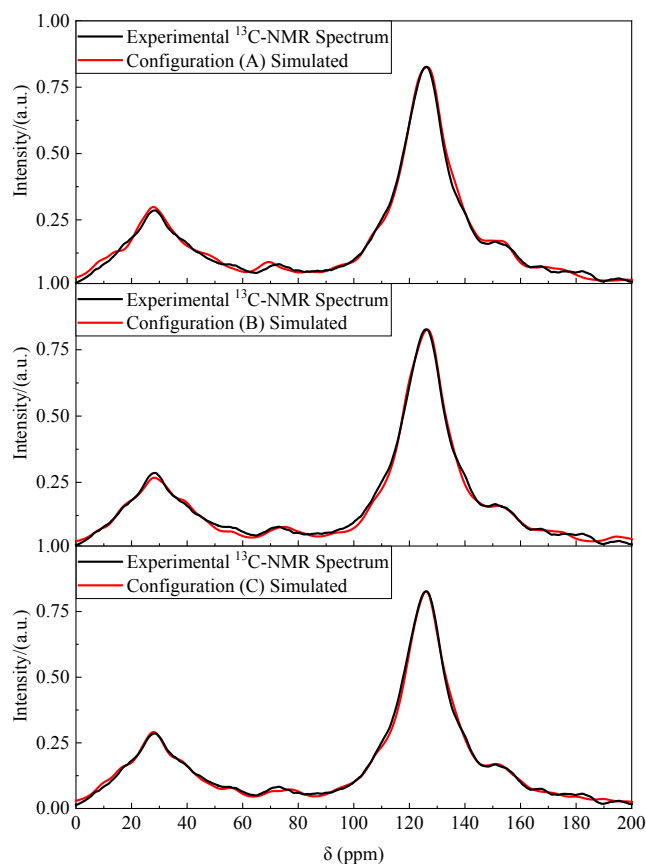 1.00
Experimental ¹³C-NMR Spectrum
Configuration (A) Simulated
0.75
0.50
0.25
Intensity/(a.u.)
1.00
Experimental ¹³C-NMR Spectrum
Configuration (B) Simulated
0.75
0.50
0.25
Intensity/(a.u.)
1.00
Experimental ¹³C-NMR Spectrum
Configuration (C) Simulated
0.75
0.50
0.25
0.00
Intensity/(a.u.)
0 20 40 60 80 100 120 140 160 180 200
δ (ppm)